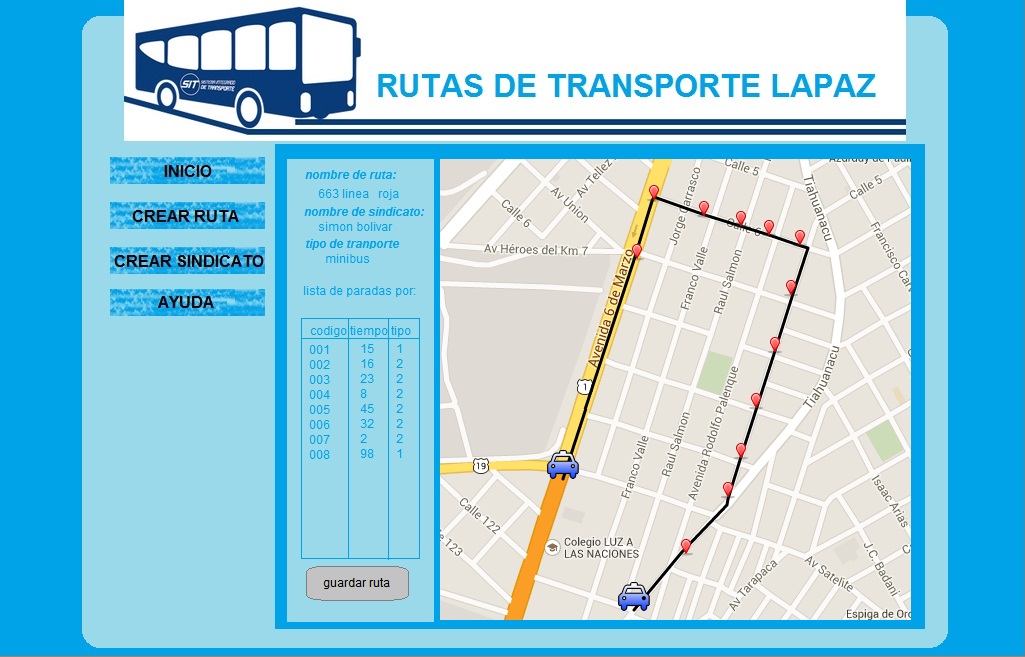 SIT SISTEMA INTEGRADO
DE TRANSPORTE
RUTAS DE TRANSPORTE LAPAZ
INICIO
CREAR RUTA
CREAR SINDICATO
AYUDA
nombre de ruta:
663 linea roja
nombre de sindicato:
simon bolivar
tipo de tranporte
minibus
lista de paradas por:
codigo tiempo tipo
001 15 1
002 16 2
003 23 2
004 8 2
005 45 2
006 32 2
007 2 2
008 98 1
guardar ruta
Av Tellez
Av Union
Calle 6
Av Héroes del Km 7
Avenida 6 de Marzo
Jorge Carrasco
Calle 5
Calle 6
Franco Valle
Raul Salmon
Tiahuanacu
Calle 5
Francisco Carv
Tiahuanacu
1
19
Franco Valle
Raul Salmon
Avenida Rodolfo Palenque
Calle 122
123
Colegio LUZ A
LAS NACIONES
Isaac Arias
J.C. Badani
Av Satelite
Av Tarapaca
Espiga de Oro